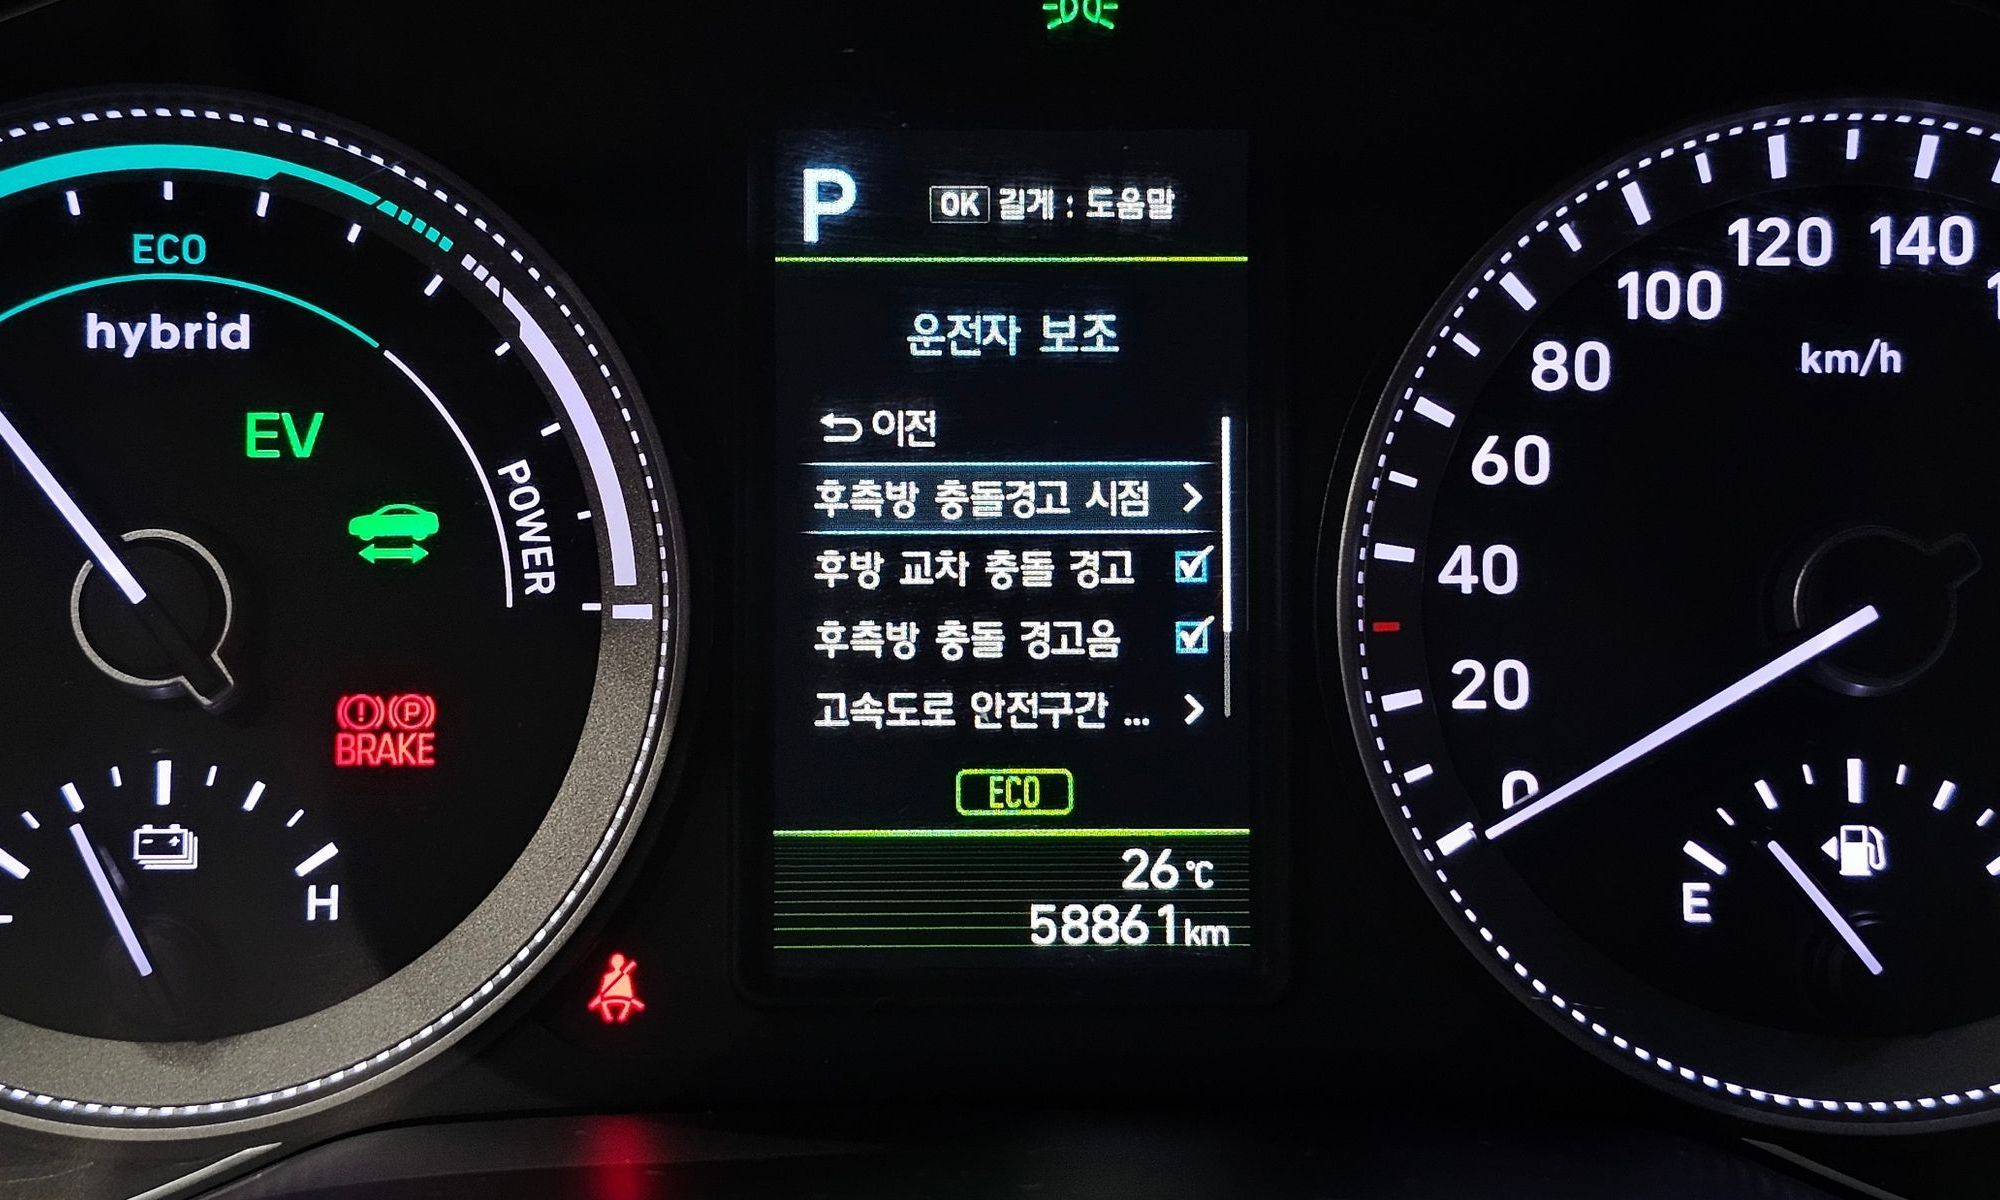 P OK 길게 : 도움말
운전자 보조
이전
후측방 충돌경고 시점
후방 교차 충돌 경고
후측방 충돌 경고음
고속도로 안전구간 ...
ECO
26℃
58861km
ECO
hybrid
EV
POWER
P
BRAKE
H
140
120
100
80
60
40
20
0
km/h
E